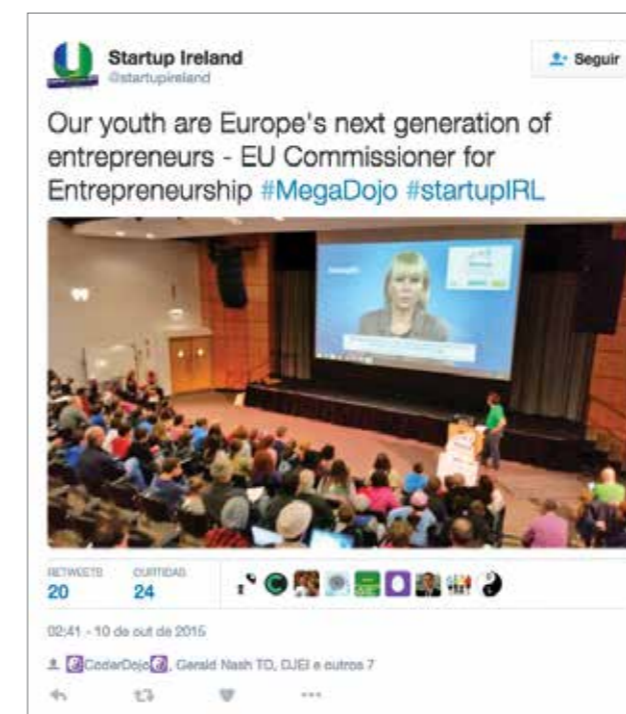 Startup Ireland
@startupireland
Seguir
Our youth are Europe's next generation of
entrepreneurs - EU Commissioner for
Entrepreneurship #MegaDojo #startupIRL
RETWEETS CURTIDAS
20 24
02:41 - 10 de out de 2015
CoderDojo, Gerald Nash TD, DJEI e outros 7